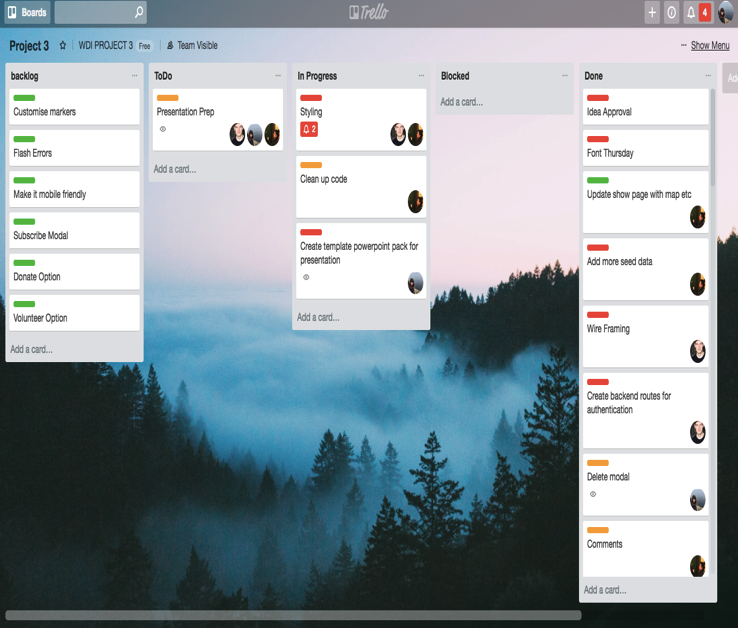 Boards
Trello
4
Project 3
WDI PROJECT 3
Free
Team Visible
... Show Menu
backlog ...
Customise markers
Flash Errors
Make it mobile friendly
Subscribe Modal
Donate Option
Volunteer Option
Add a card...
ToDo ...
Presentation Prep
Add a card...
In Progress ...
Styling
2
Clean up code
Create template powerpoint pack for
presentation
Add a card...
Blocked ...
Add a card...
Done ...
Idea Approval
Font Thursday
Update show page with map etc
Add more seed data
Wire Framing
Create backend routes for
authentication
Delete modal
Comments
Add a card...